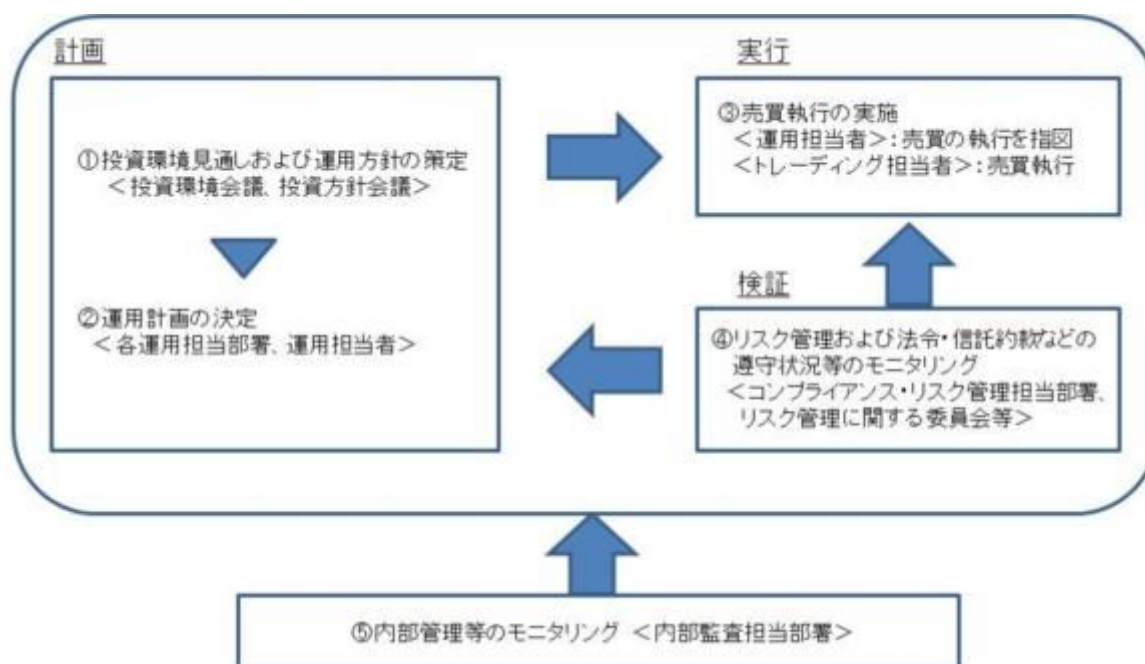 計画
①投資環境見通しおよび運用方針の策定
＜投資環境会議、投資方針会議＞
②運用計画の決定
＜各運用担当部署、運用担当者＞
実行
③売買執行の実施
＜運用担当者＞：売買の執行を指図
＜トレーディング担当者＞：売買執行
検証
④リスク管理および法令・信託約款などの
遵守状況等のモニタリング
＜コンプライアンス・リスク管理担当部署、
リスク管理に関する委員会等＞
⑤内部管理等のモニタリング ＜内部監査担当部署＞